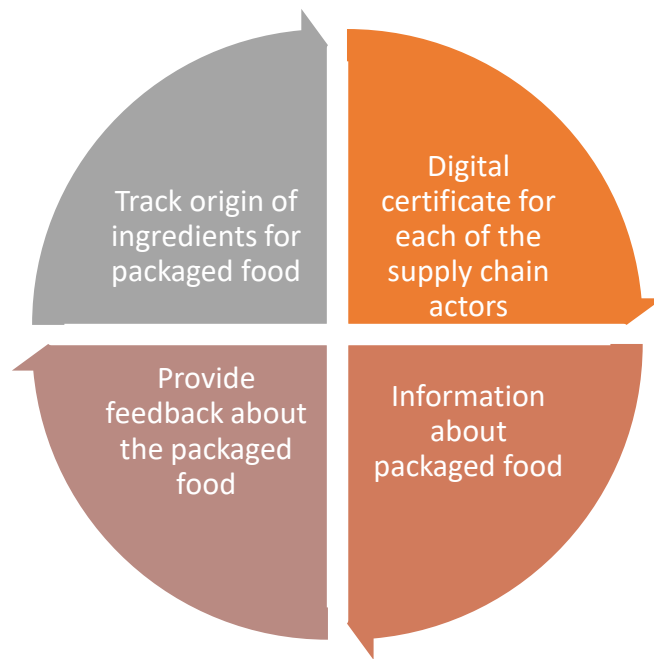 Track origin of
ingredients for
packaged food
Digital
certificate for
each of the
supply chain
actors
Provide
feedback about
the packaged
food
Information
about
packaged food